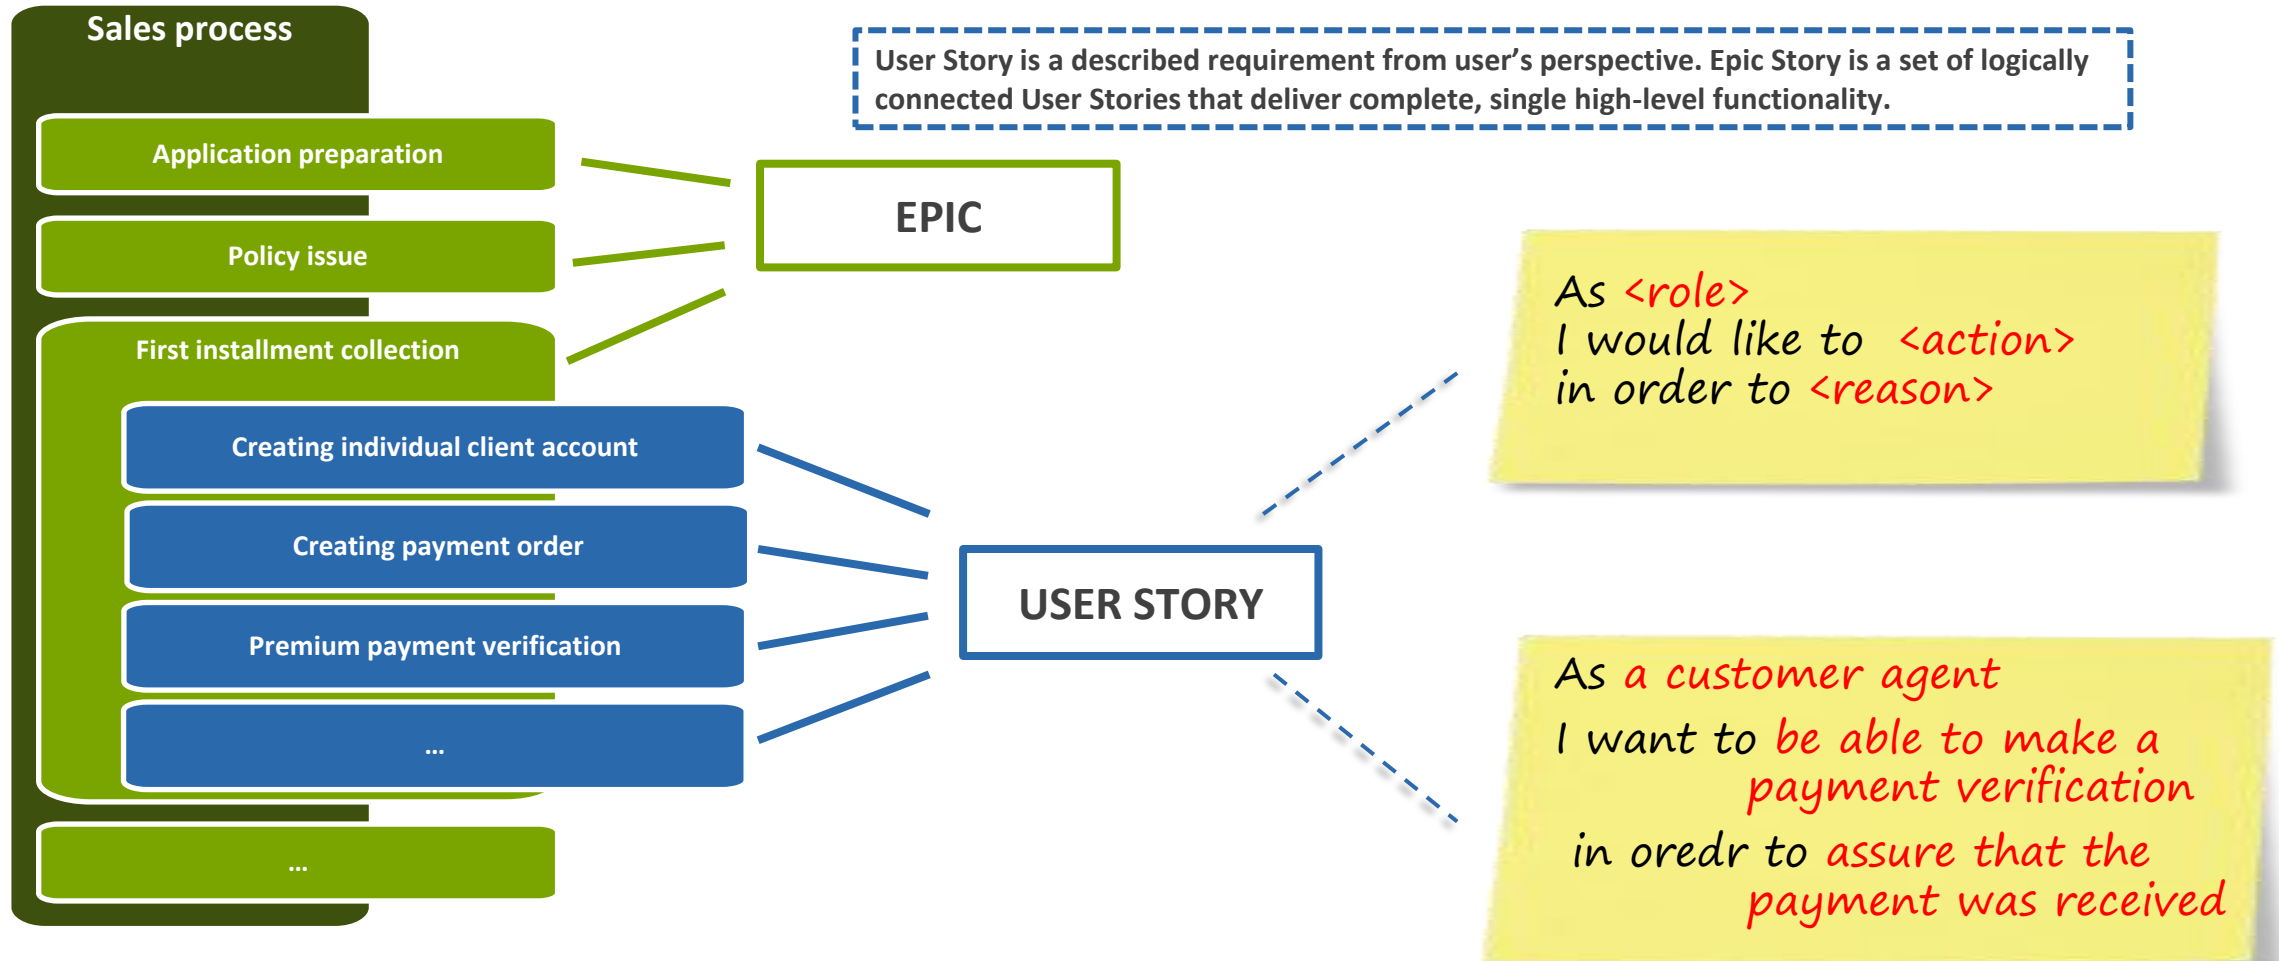 Sales process
User Story is a described requirement from user's perspective. Epic Story is a set of logically
connected User Stories that deliver complete, single high-level functionality.
Application preparation
EPIC
Policy issue
First installment collection
Creating individual client account
Creating payment order
Premium payment verification
...
...
USER STORY
As <role>
I would like to <action>
in order to <reason>
As a customer agent
I want to be able to make a
payment verification
in oredr to assure that the
payment was received